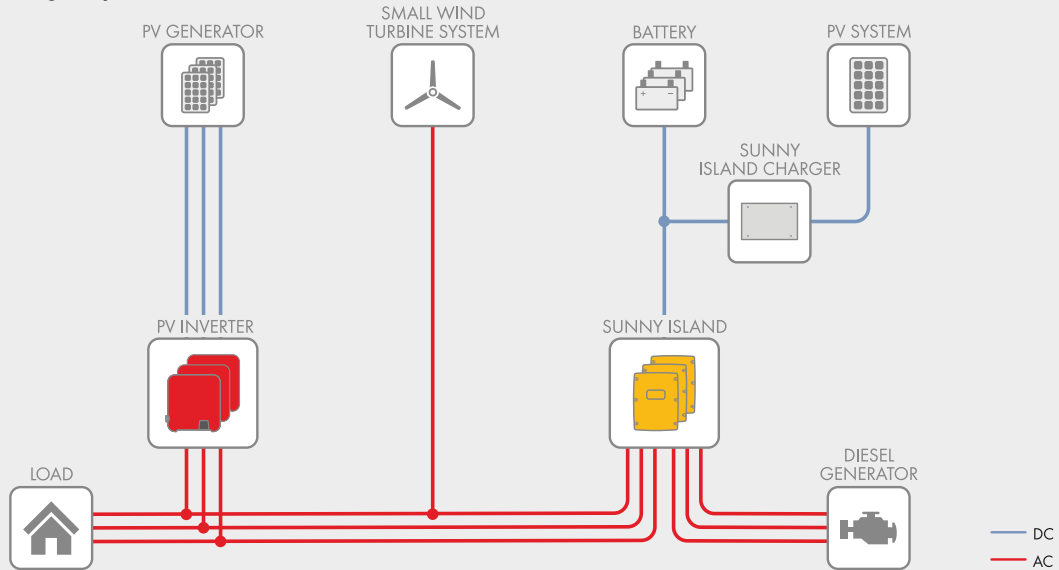 PV GENERATOR
SMALL WIND
TURBINE SYSTEM
BATTERY
PV SYSTEM
SUNNY
ISLAND CHARGER
PV INVERTER
SUNNY ISLAND
LOAD
DIESEL
GENERATOR
DC
AC